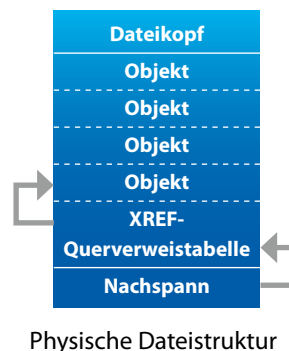 Dateikopf
Objekt
Objekt
Objekt
Objekt
XREF-
Querverweistabelle
Nachspann
Physische Dateistruktur